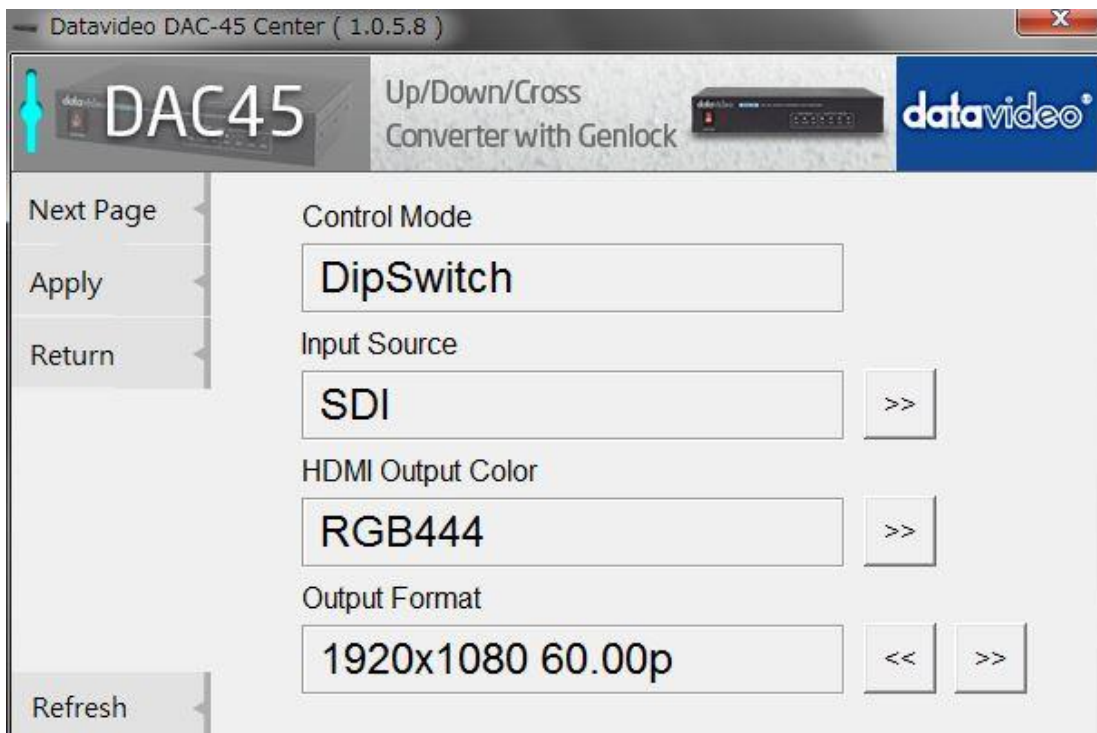 Datavideo DAC-45 Center ( 1.0.5.8 )
x
DAC45
Up/Down/Cross
Converter with Genlock
datavideo
Next Page
Apply
Return
Control Mode
DipSwitch
Input Source
SDI
>>
HDMI Output Color
RGB444
>>
Output Format
1920x1080 60.00p
<<
>>
Refresh